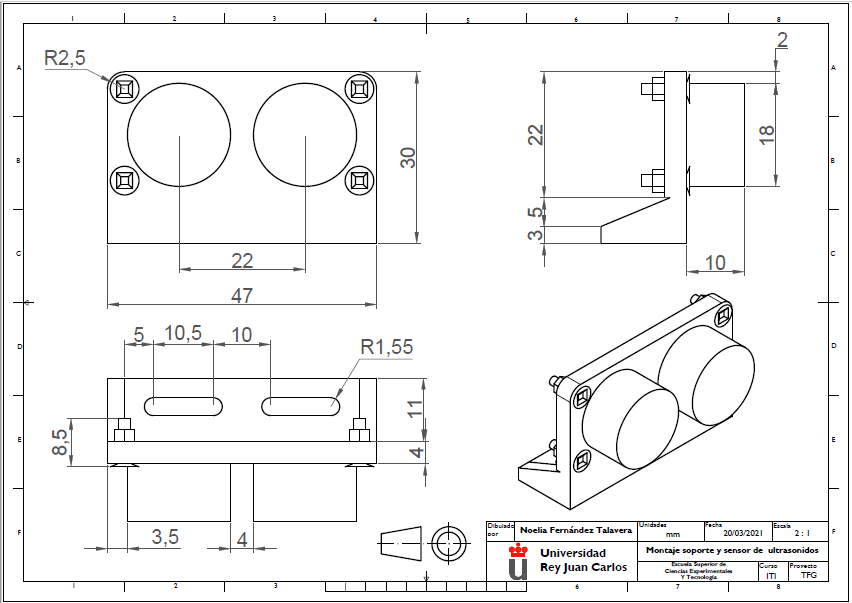 1 2 3 4 5 6 7 8
A A
B B
C C
D D
E E
F F
R2,5
30
22
47
2
22
18
5
3
10
5 10,5 10
R1,55
8,5
11
4
3,5
4
Dibujado por
Noelia Fernández Talavera
Unidades
mm
Fecha
20/03/2021
Escala
2 : 1
Universidad
Rey Juan Carlos
Montaje soporte y sensor de ultrasonidos
Escuela Superior de
Ciencias Experimentales
Y Tecnología
Curso
ITI
Proyecto
TFG
1 2 3 5 6 7 8